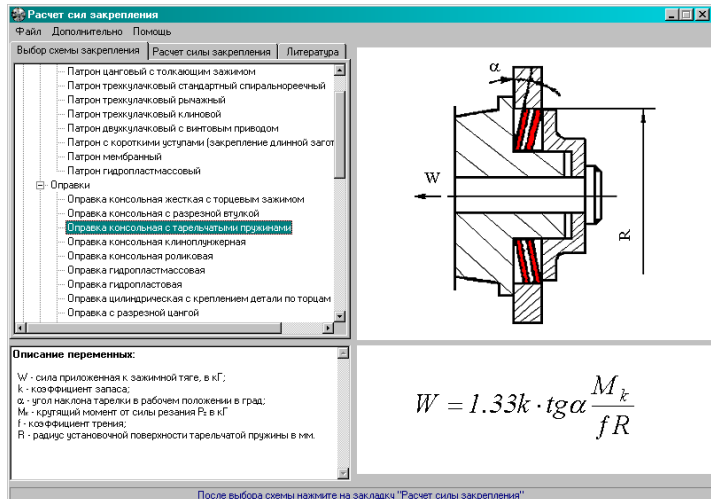 Расчет сил закрепления
Файл Дополнительно Помощь
Выбор схемы закрепления Расчет силы закрепления Литература
Патрон цанговый с толкающим зажимом
Патрон трехкулачковый стандартный спиральнореечный
Патрон трехкулачковый рычажный
Патрон трехкулачковый клиновой
Патрон двухкулачковый с винтовым приводом
Патрон с короткими уступами (закрепление длинной загот
Патрон мембранный
Патрон гидропластмассовый
Оправки
Оправка консольная жесткая с торцевым зажимом
Оправка консольная с разрезной втулкой
Оправка консольная с тарельчатыми пружинами
Оправка консольная клиноплунжерная
Оправка консольная роликовая
Оправка гидропластмассовая
Оправка гидропластовая
Оправка цилиндрическая с креплением детали по торцам
Оправка с разрезной цангой
α
W
R
Описание переменных:
W - сила приложенная к зажимной тяге, в кГ;
k - коэффициент запаса;
α - угол наклона тарелки в рабочем положении в град;
Mк - крутящий момент от силы резания Pz в кГ
f - коэффициент трения;
R - радиус установочной поверхности тарельчатой пружины в мм.
W = 1.33k · tgα M_k / fR
После выбора схемы нажмите на закладку "Расчет силы закрепления"